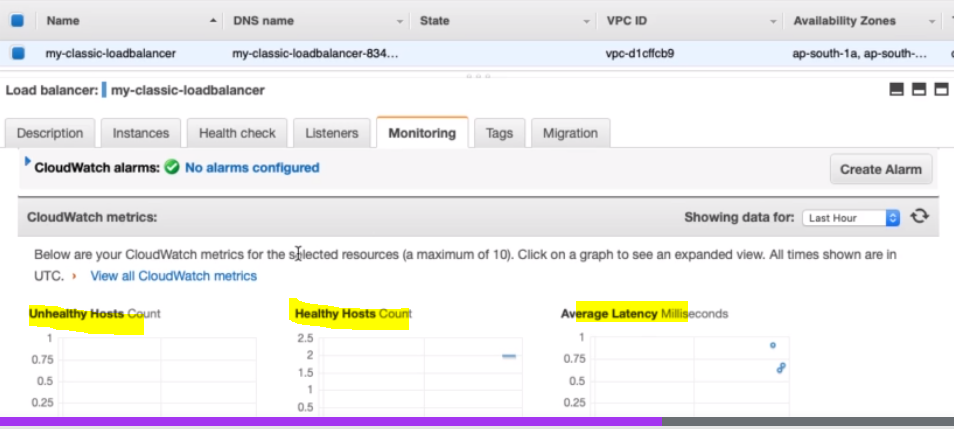 Name DNS name State VPC ID Availability Zones
my-classic-loadbalancer my-classic-loadbalancer-834... vpc-d1cffcb9 ap-south-1a, ap-south-...
Load balancer: my-classic-loadbalancer
Description Instances Health check Listeners Monitoring Tags Migration
CloudWatch alarms: No alarms configured Create Alarm
CloudWatch metrics: Showing data for: Last Hour
Below are your CloudWatch metrics for the selected resources (a maximum of 10). Click on a graph to see an expanded view. All times shown are in
UTC. › View all CloudWatch metrics
Unhealthy Hosts Count Healthy Hosts Count Average Latency Milliseconds
1 2.5 1
0.75 2 0.75
0.5 1.5 0.5
0.25 1 0.25
0.5